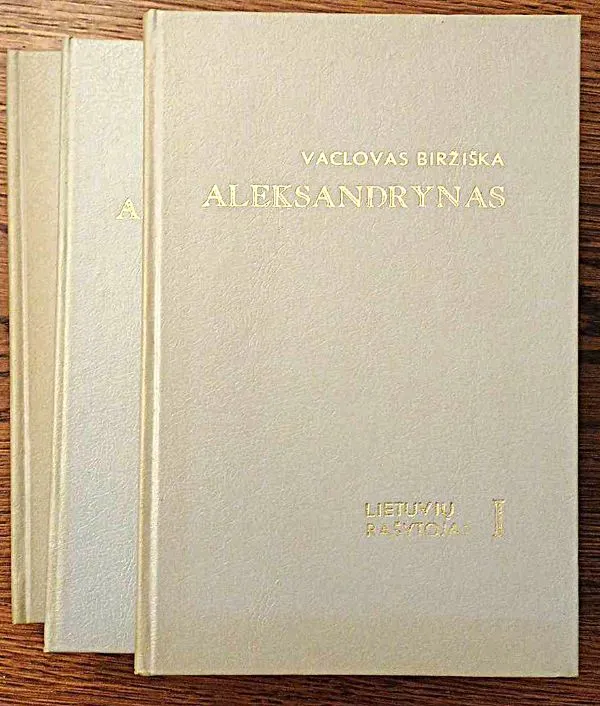 VACLOVAS BIRŽIŠKA
ALEKSANDRYNAS
LIETUVIŲ
RAŠYTOJAI I
A